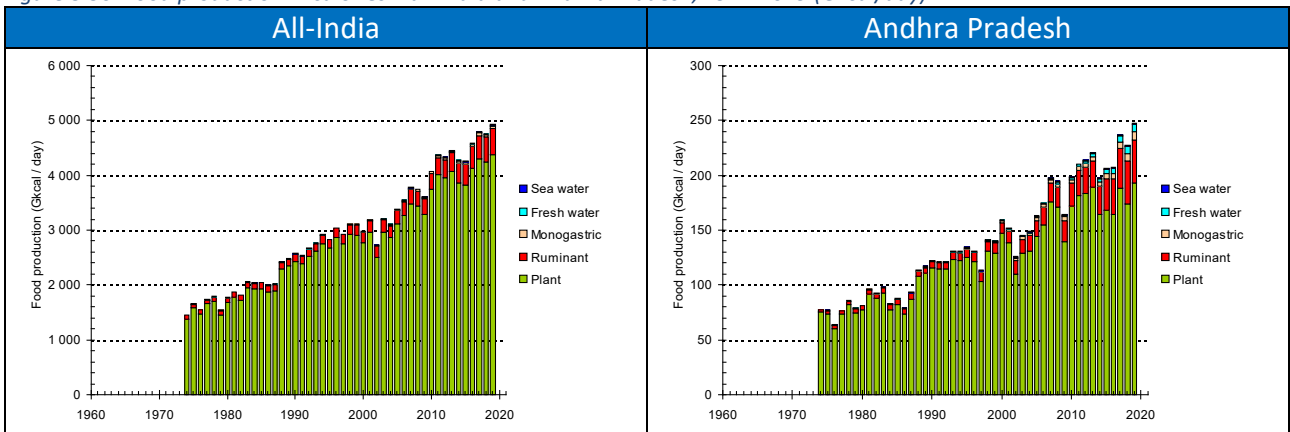 All-India
Andhra Pradesh
Food production (Gkcal / day)
6 000
5 000
4 000
3 000
2 000
1 000
0
1960 1970 1980 1990 2000 2010 2020
Sea water
Fresh water
Monogastric
Ruminant
Plant
Food production (Gkcal / day)
300
250
200
150
100
50
0
1960 1970 1980 1990 2000 2010 2020
Sea water
Fresh water
Monogastric
Ruminant
Plant